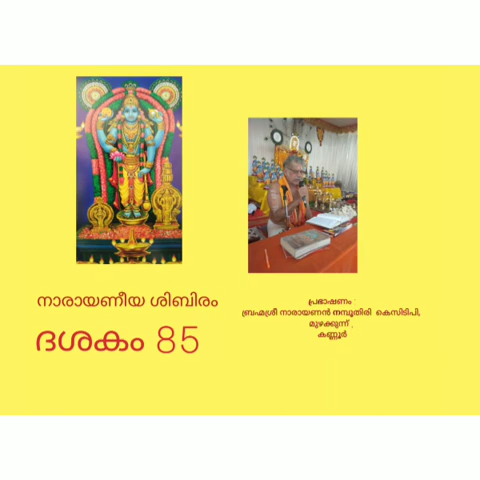 നാരായണീയ ശിബിരം
ദശകം 85
പ്രഭാഷണം :
ബ്രഹ്മശ്രീ നാരായണൻ നമ്പൂതിരി കെസിടിപി,
മുഴക്കുന്ന് ,
കണ്ണൂർ